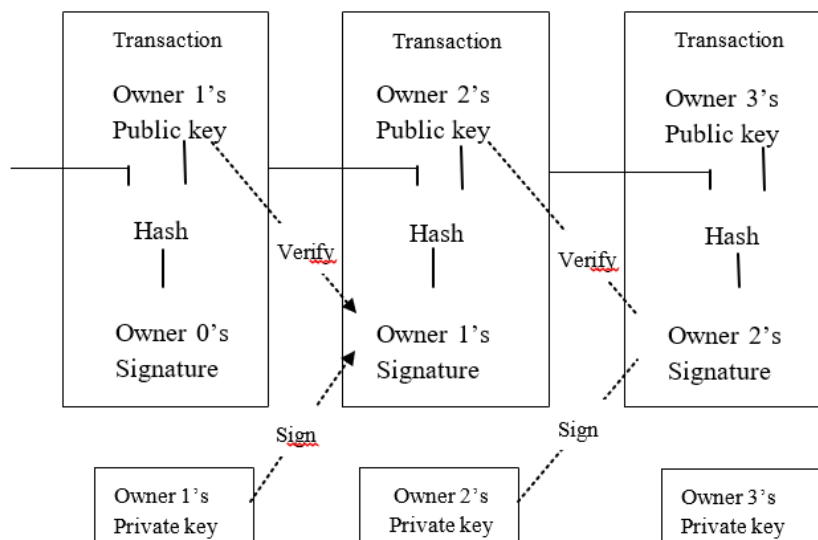 Transaction
Owner 1’s
Public key
Hash
Owner 0’s
Signature
Verify
Sign
Owner 1’s
Private key
Transaction
Owner 2’s
Public key
Hash
Owner 1’s
Signature
Verify
Sign
Owner 2’s
Private key
Transaction
Owner 3’s
Public key
Hash
Owner 2’s
Signature
Owner 3’s
Private key